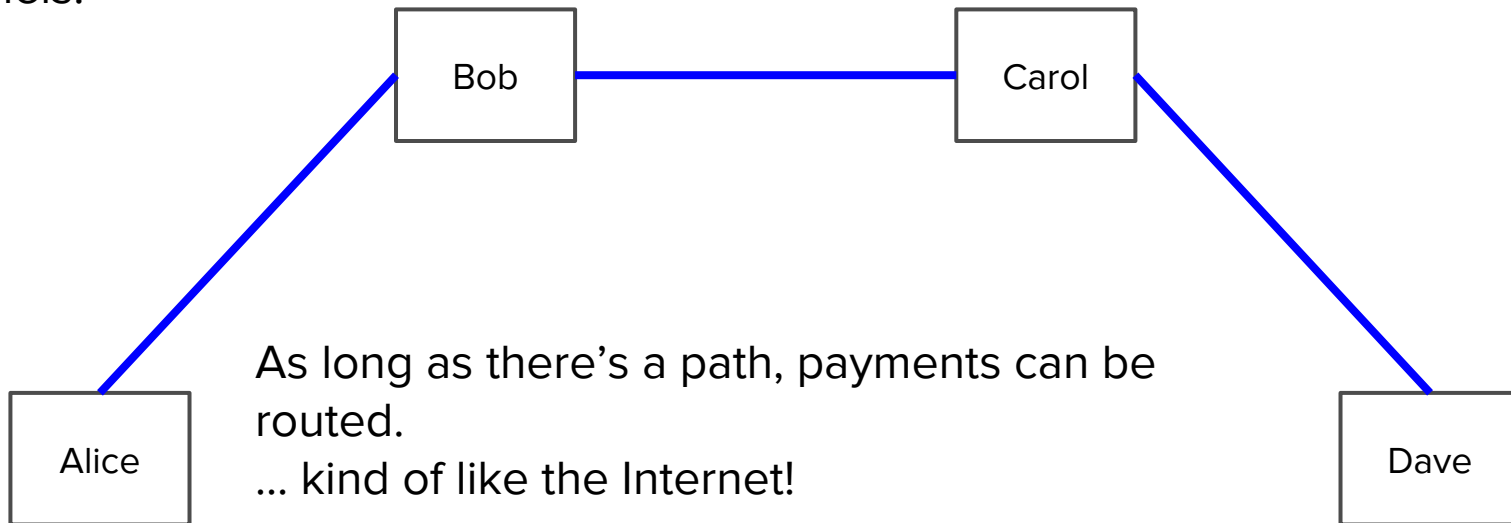 Bob
Carol
As long as there’s a path, payments can be
routed.
... kind of like the Internet!
Alice
Dave